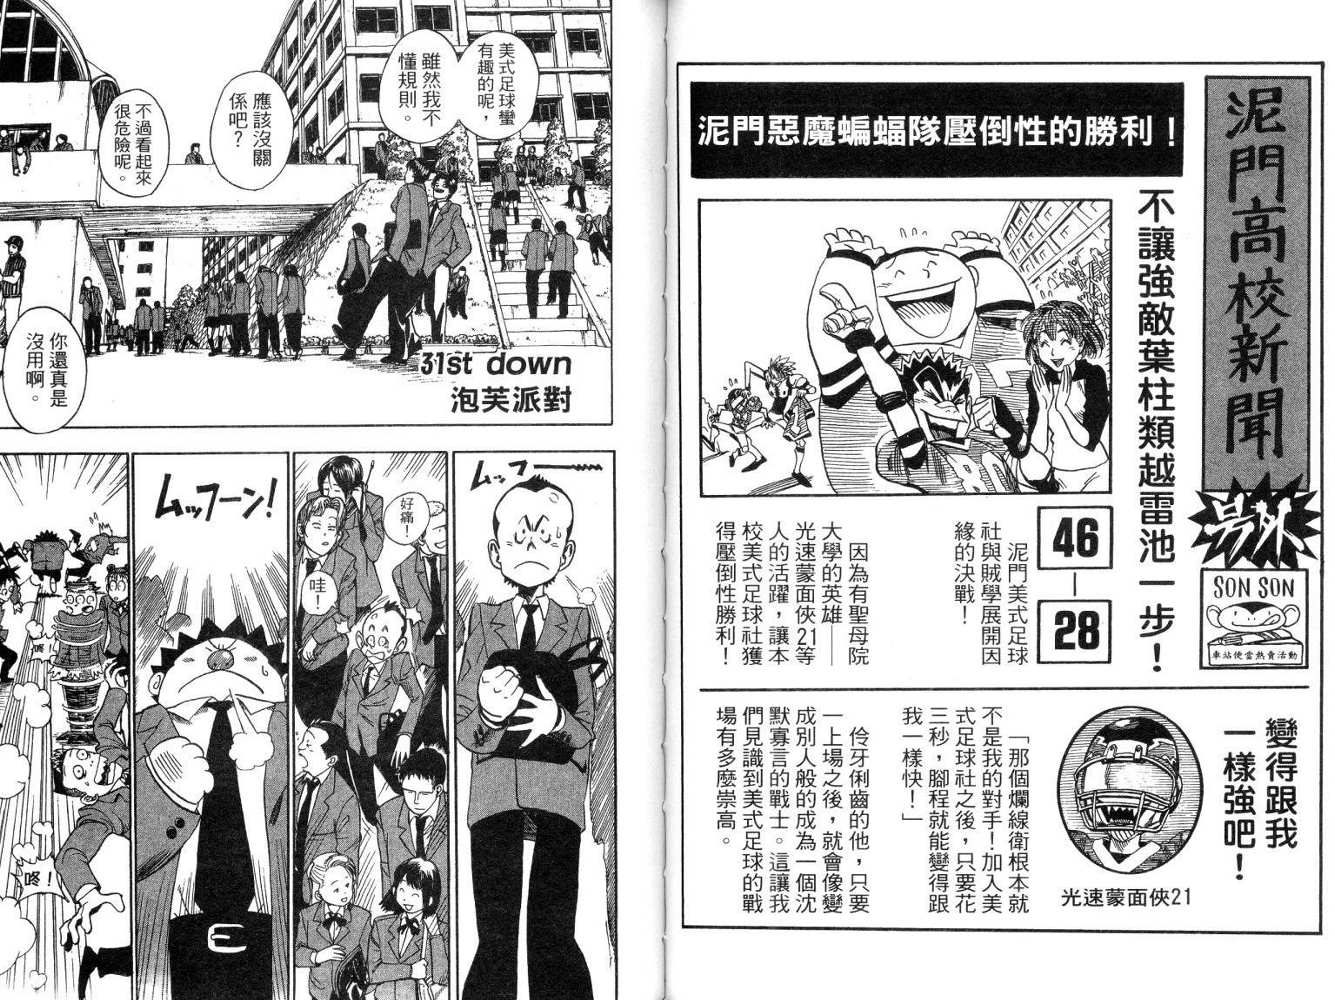 泥門高校新聞
号外
SON SON
車站便當熱賣活動
泥門惡魔蝙蝠隊壓倒性的勝利！
不讓強敵葉柱類越雷池一步！
46
—
28
泥門美式足球
社與賊學展開因
緣的決戰！
因為有聖母院
大學的英雄——
光速蒙面俠21等
人的活躍，讓本
校美式足球社獲
得壓倒性勝利！
變得跟我
一樣強吧！
光速蒙面俠21
「那個爛線衛根本就
不是我的對手！加入美
式足球社之後，只要花
三秒，腳程就能變得跟
我一樣快！」
伶牙俐齒的他，只要
一上場之後，就會像變
成別人般的成為一個沈
默寡言的戰士。這讓我
們見識到美式足球的戰
場有多麼崇高。
美式足球蠻
有趣的呢，
雖然我不
懂規則。
應該沒關
係吧？
不過看起來
很危險呢。
你還真是
沒用啊。
31st down
泡芙派對
ムッフー
好痛！
哇！
ムッフーン！
咚！